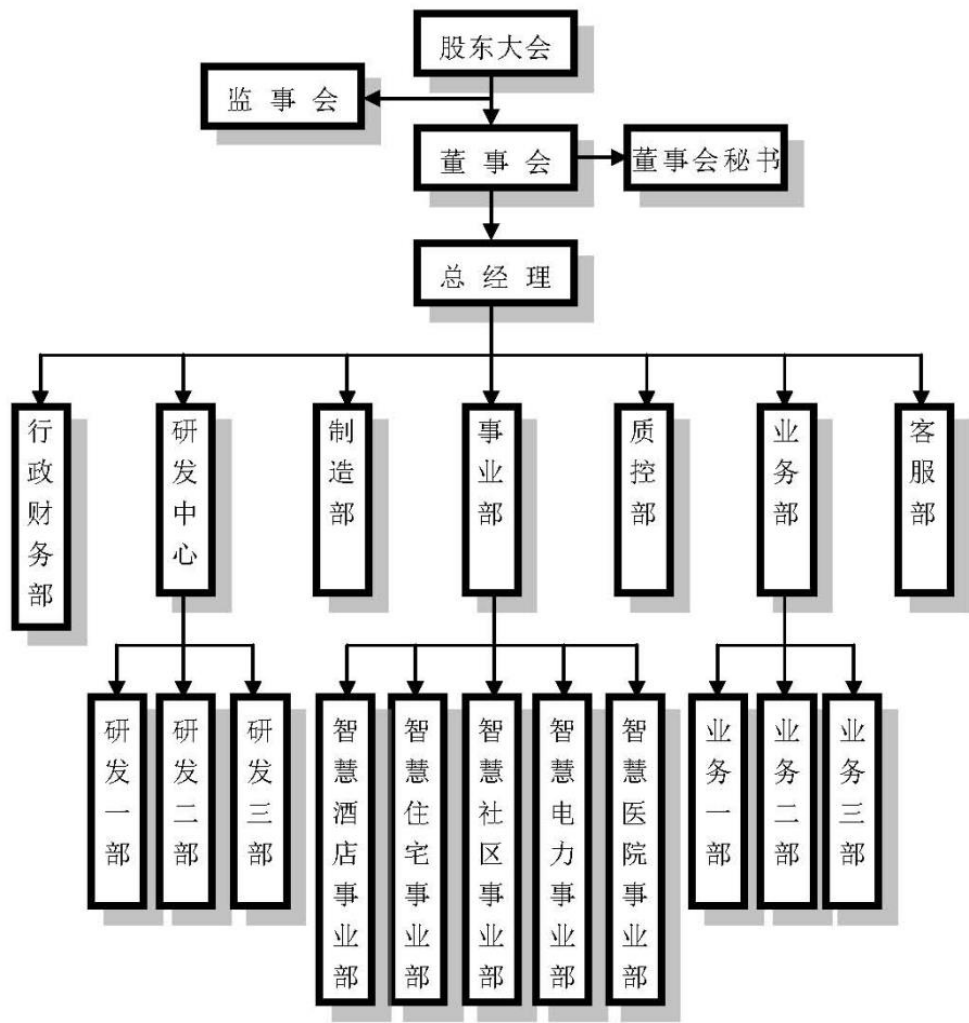 股东大会
监事会
董事会
董事会秘书
总经理
行政财务部
研发中心
制造部
事业部
质控部
业务部
客服部
研发一部
研发二部
研发三部
智慧酒店事业部
智慧住宅事业部
智慧社区事业部
智慧电力事业部
智慧医院事业部
业务一部
业务二部
业务三部